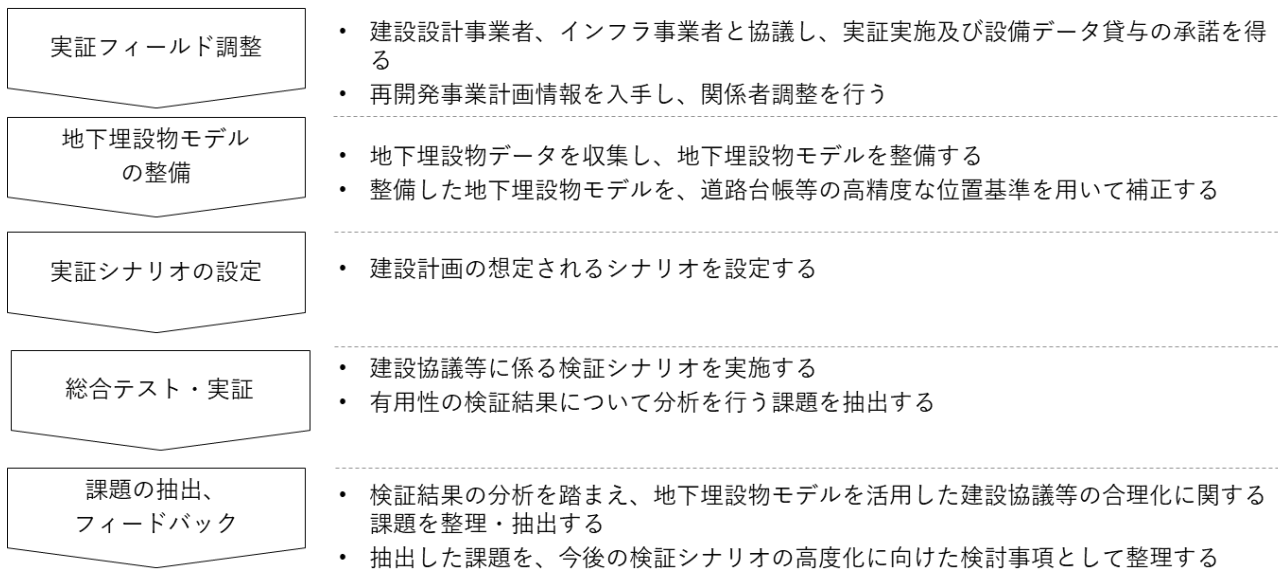 実証フィールド調整
• 建設設計事業者、インフラ事業者と協議し、実証実施及び設備データ貸与の承諾を得
る
• 再開発事業計画情報を入手し、関係者調整を行う
地下埋設物モデル
の整備
• 地下埋設物データを収集し、地下埋設物モデルを整備する
• 整備した地下埋設物モデルを、道路台帳等の高精度な位置基準を用いて補正する
実証シナリオの設定
• 建設計画の想定されるシナリオを設定する
総合テスト・実証
• 建設協議等に係る検証シナリオを実施する
• 有用性の検証結果について分析を行う課題を抽出する
課題の抽出、
フィードバック
• 検証結果の分析を踏まえ、地下埋設物モデルを活用した建設協議等の合理化に関する
課題を整理・抽出する
• 抽出した課題を、今後の検証シナリオの高度化に向けた検討事項として整理する